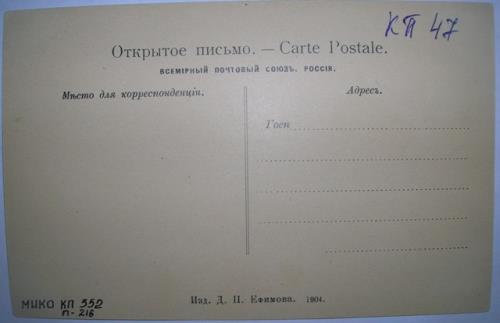 КП 47
Открытое письмо. — Carte Postale.
ВСЕМІРНЫЙ ПОЧТОВЫЙ СОЮЗЪ. РОССІЯ.
Мѣсто для корреспонденціи.
Адресъ.
Госп
МИКО КП 552
П-216
Изд. Д. П. Ефимова. 1904.